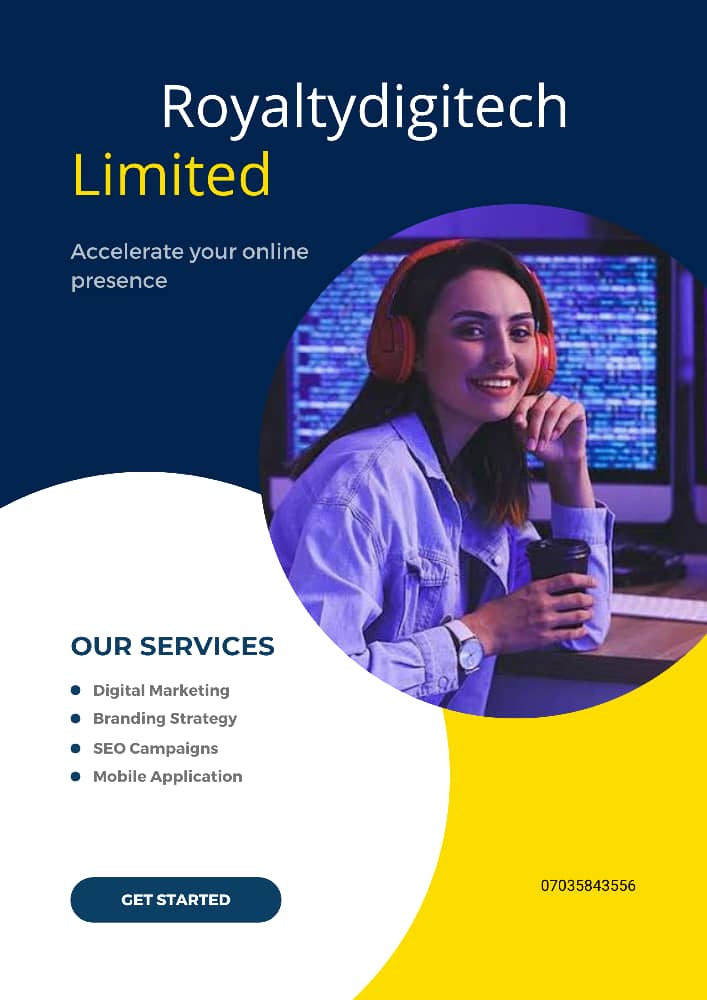 Royaltydigitech
Limited
Accelerate your online
presence
OUR SERVICES
Digital Marketing
Branding Strategy
SEO Campaigns
Mobile Application
GET STARTED
07035843556